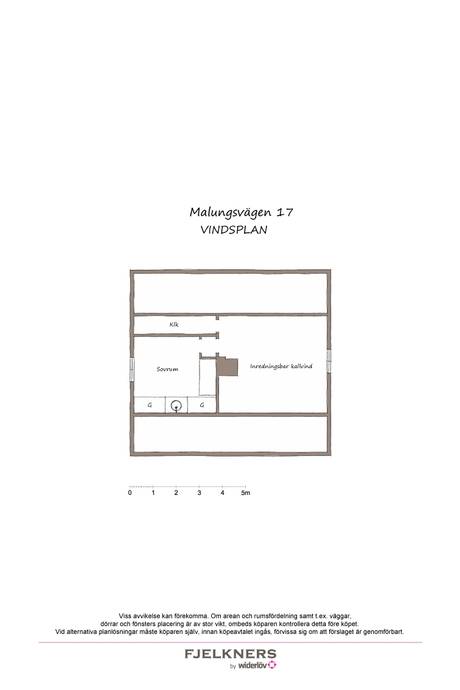 Malungsvägen 17
VINDSPLAN
Klk
Sovrum
Inredningsbar kallvind
G G
0 1 2 3 4 5m
Viss avvikelse kan förekomma. Om arean och rumsfördelning samt t.ex. väggar,
dörrar och fönsters placering är av stor vikt, ombeds köparen kontrollera detta före köpet.
Vid alternativa planlösningar måste köparen själv, innan köpeavtalet ingås, förvissa sig om att förslaget är genomförbart.
FJELKNERS
by widerlöv